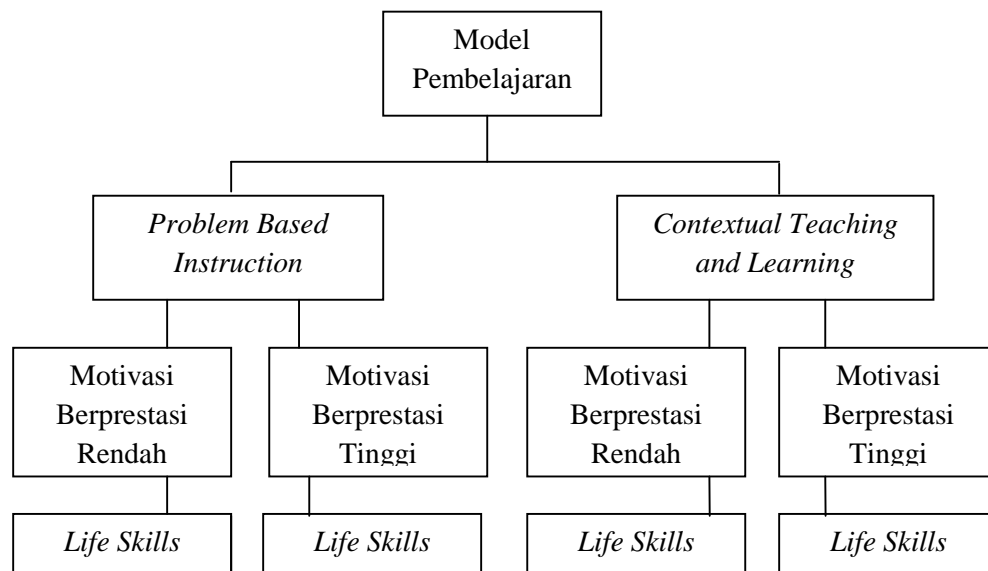 Model
Pembelajaran
Problem Based
Instruction
Contextual Teaching
and Learning
Motivasi
Berprestasi
Rendah
Motivasi
Berprestasi
Tinggi
Motivasi
Berprestasi
Rendah
Motivasi
Berprestasi
Tinggi
Life Skills
Life Skills
Life Skills
Life Skills